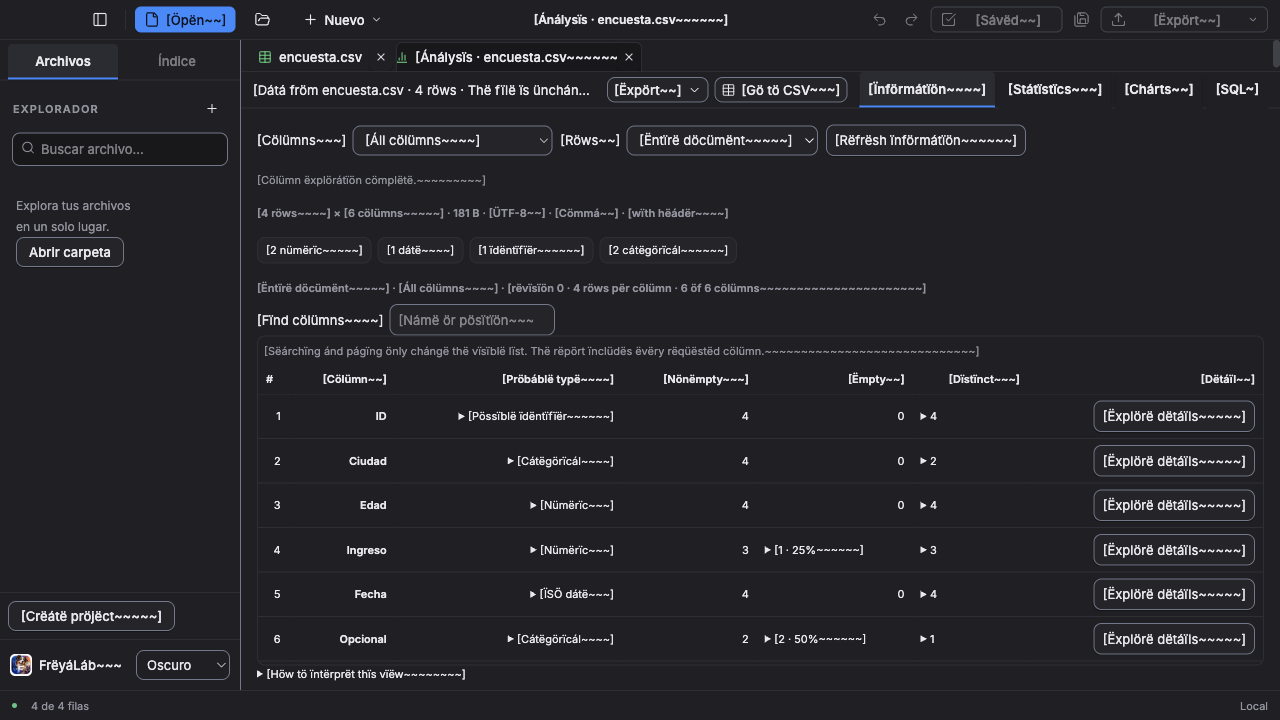 [Öpën~~]
Nuevo
[Ánálysïs · encuesta.csv~~~~~~]
[Sávëd~~]
[Ëxpört~~]
Archivos
Índice
encuesta.csv
[Ánálysïs · encuesta.csv~~~~~~
[Dátá fröm encuesta.csv · 4 röws · Thë fïlë ïs ünchán...
[Ëxpört~~]
[Gö tö CSV~~~]
[Ïnförmátïön~~~~]
[Státïstïcs~~~]
[Chárts~~]
[SQL~]
EXPLORADOR
Buscar archivo...
Explora tus archivos
en un solo lugar.
Abrir carpeta
[Cölümns~~~]
[Áll cölümns~~~~]
[Röws~~]
[Ëntïrë döcümënt~~~~~]
[Rëfrësh ïnförmátïön~~~~~~]
[Cölümn ëxplörátïön cömplëtë.~~~~~~~~~]
[4 röws~~~~] × [6 cölümns~~~~~] · 181 B · [ÜTF-8~~] · [Cömmá~~] · [wïth hëádër~~~~]
[2 nümërïc~~~~~]
[1 dátë~~~~]
[1 ïdëntïfïër~~~~~~]
[2 cátëgörïcál~~~~~~]
[Ëntïrë döcümënt~~~~~] · [Áll cölümns~~~~] · [rëvïsïön 0 · 4 röws përr cölümn · 6 öf 6 cölümns~~~~~~~~~~~~~~~~~~~~~~]
[Fïnd cölümns~~~~]
[Námë ör pösïtïön~~~
[Sëárchïng ánd págïng önly chángë thë vïsïblë lïst. Thë rëpört ïnclüdës ëvëry rëqüëstëd cölümn.~~~~~~~~~~~~~~~~~~~~~~~~~~~~~]
# [Cölümn~~] [Pröbáblë typë~~~~] [Nönëmpty~~~] [Ëmpty~~] [Dïstïnct~~~] [Dëtáïl~~]
1 ID [Pössïblë ïdëntïfïër~~~~~~] 4 0 4 [Ëxplörë dëtáïls~~~~~]
2 Ciudad [Cátëgörïcál~~~~] 4 0 2 [Ëxplörë dëtáïls~~~~~]
3 Edad [Nümërïc~~~] 4 0 4 [Ëxplörë dëtáïls~~~~~]
4 Ingreso [Nümërïc~~~] 3 [1 · 25%~~~~~~] 3 [Ëxplörë dëtáïls~~~~~]
5 Fecha [ÏSÖ dátë~~~] 4 0 4 [Ëxplörë dëtáïls~~~~~]
6 Opcional [Cátëgörïcál~~~~] 2 [2 · 50%~~~~~~] 1 [Ëxplörë dëtáïls~~~~~]
[Höw tö ïntërprët thïs vïëw~~~~~~~~]
[Crëátë pröjëct~~~~~]
FrëyáLáb~~~
Oscuro
4 de 4 filas
Local